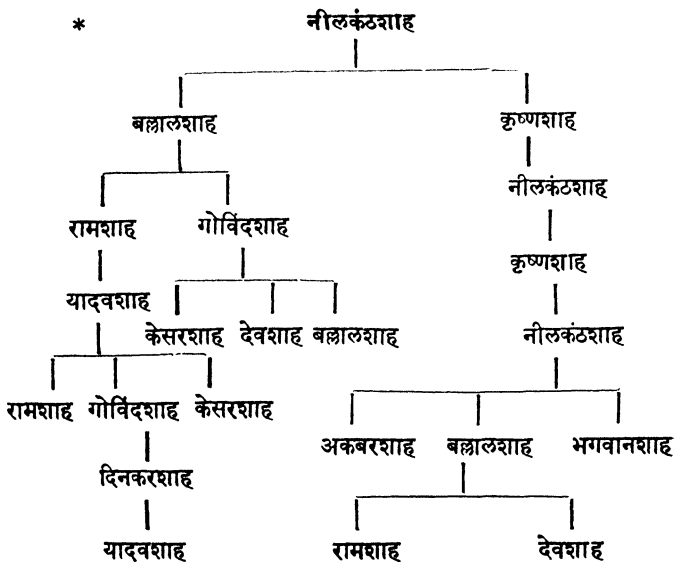 * नीलकंठशाह
बल्लालशाह कृष्णशाह
नीलकंठशाह
रामशाह गोविंदशाह
कृष्णशाह
यादवशाह
केसरशाह देवशाह बल्लालशाह नीलकंठशाह
रामशाह गोविंदशाह केसरशाह
अकबरशाह बल्लालशाह भगवानशाह
दिनकरशाह
यादवशाह रामशाह देवशाह